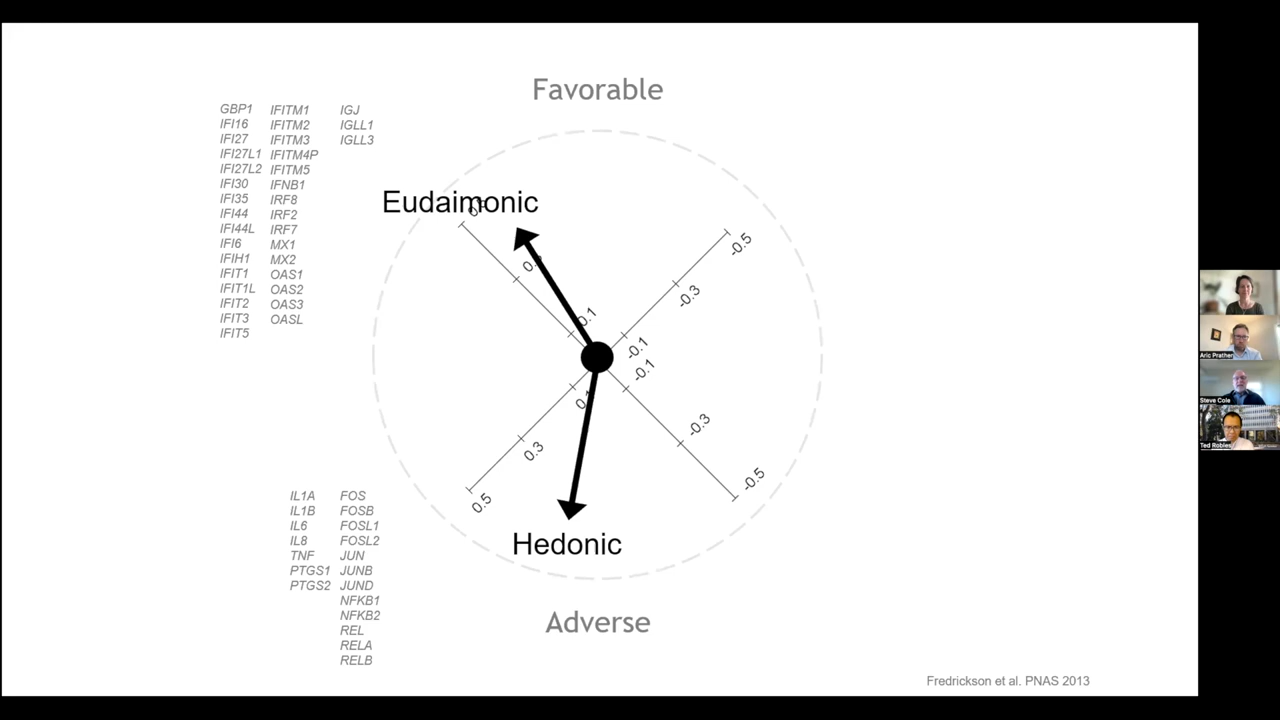 Favorable
GBP1 IFITM1 IGJ
IFI16 IFITM2 IGLL1
IFI27 IFITM3 IGLL3
IFI27L1 IFITM4P
IFI27L2 IFITM5
IFI30 IFNB1
IFI35 IRF8
IFI44 IRF2
IFI44L IRF7
IFI6 MX1
IFIH1 MX2
IFIT1 OAS1
IFIT1L OAS2
IFIT2 OAS3
IFIT3 OASL
IFIT5
Eudaimonic
-0.5
-0.3
0.1
-0.1
-0.1
0.3
-0.3
0.5
-0.5
Hedonic
IL1A FOS
IL1B FOSB
IL6 FOSL1
IL8 FOSL2
TNF JUN
PTGS1 JUNB
PTGS2 JUND
NFKB1
NFKB2
REL
RELA
RELB
Adverse
Fredrickson et al. PNAS 2013
Aric Prather
Steve Cole
Ted Robles